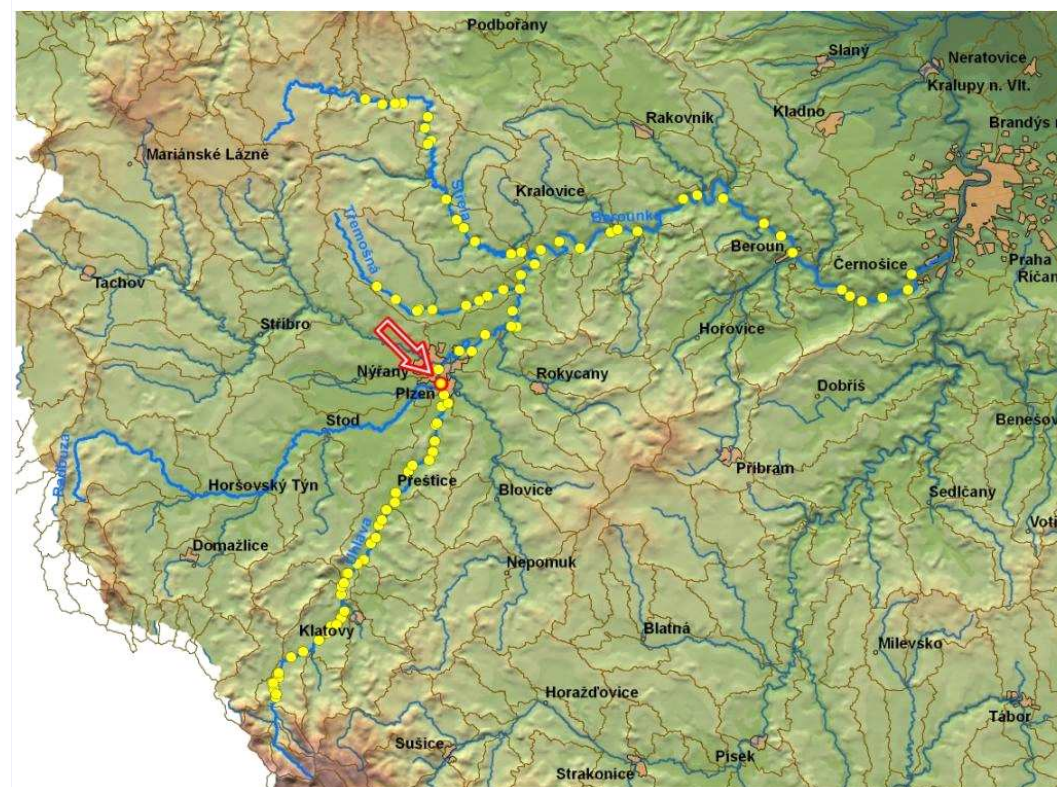 Podbořany
Slaný
Neratovice
Kralupy n. Vlt.
Kladno
Rakovník
Brandýs n
Mariánské Lázně
Kralovice
Střela
Třemošná
Berounka
Beroun
Černošice
Praha
Říčan
Tachov
Stříbro
Hořovice
Nýřany
Rokycany
Plzeň
Dobříš
Stod
Benešov
Radbuza
Příbram
Horšovský Týn
Přeštice
Blovice
Sedlčany
Voti
Úhlava
Domažlice
Nepomuk
Klatovy
Blatná
Milevsko
Horažďovice
Tábor
Sušice
Písek
Strakonice